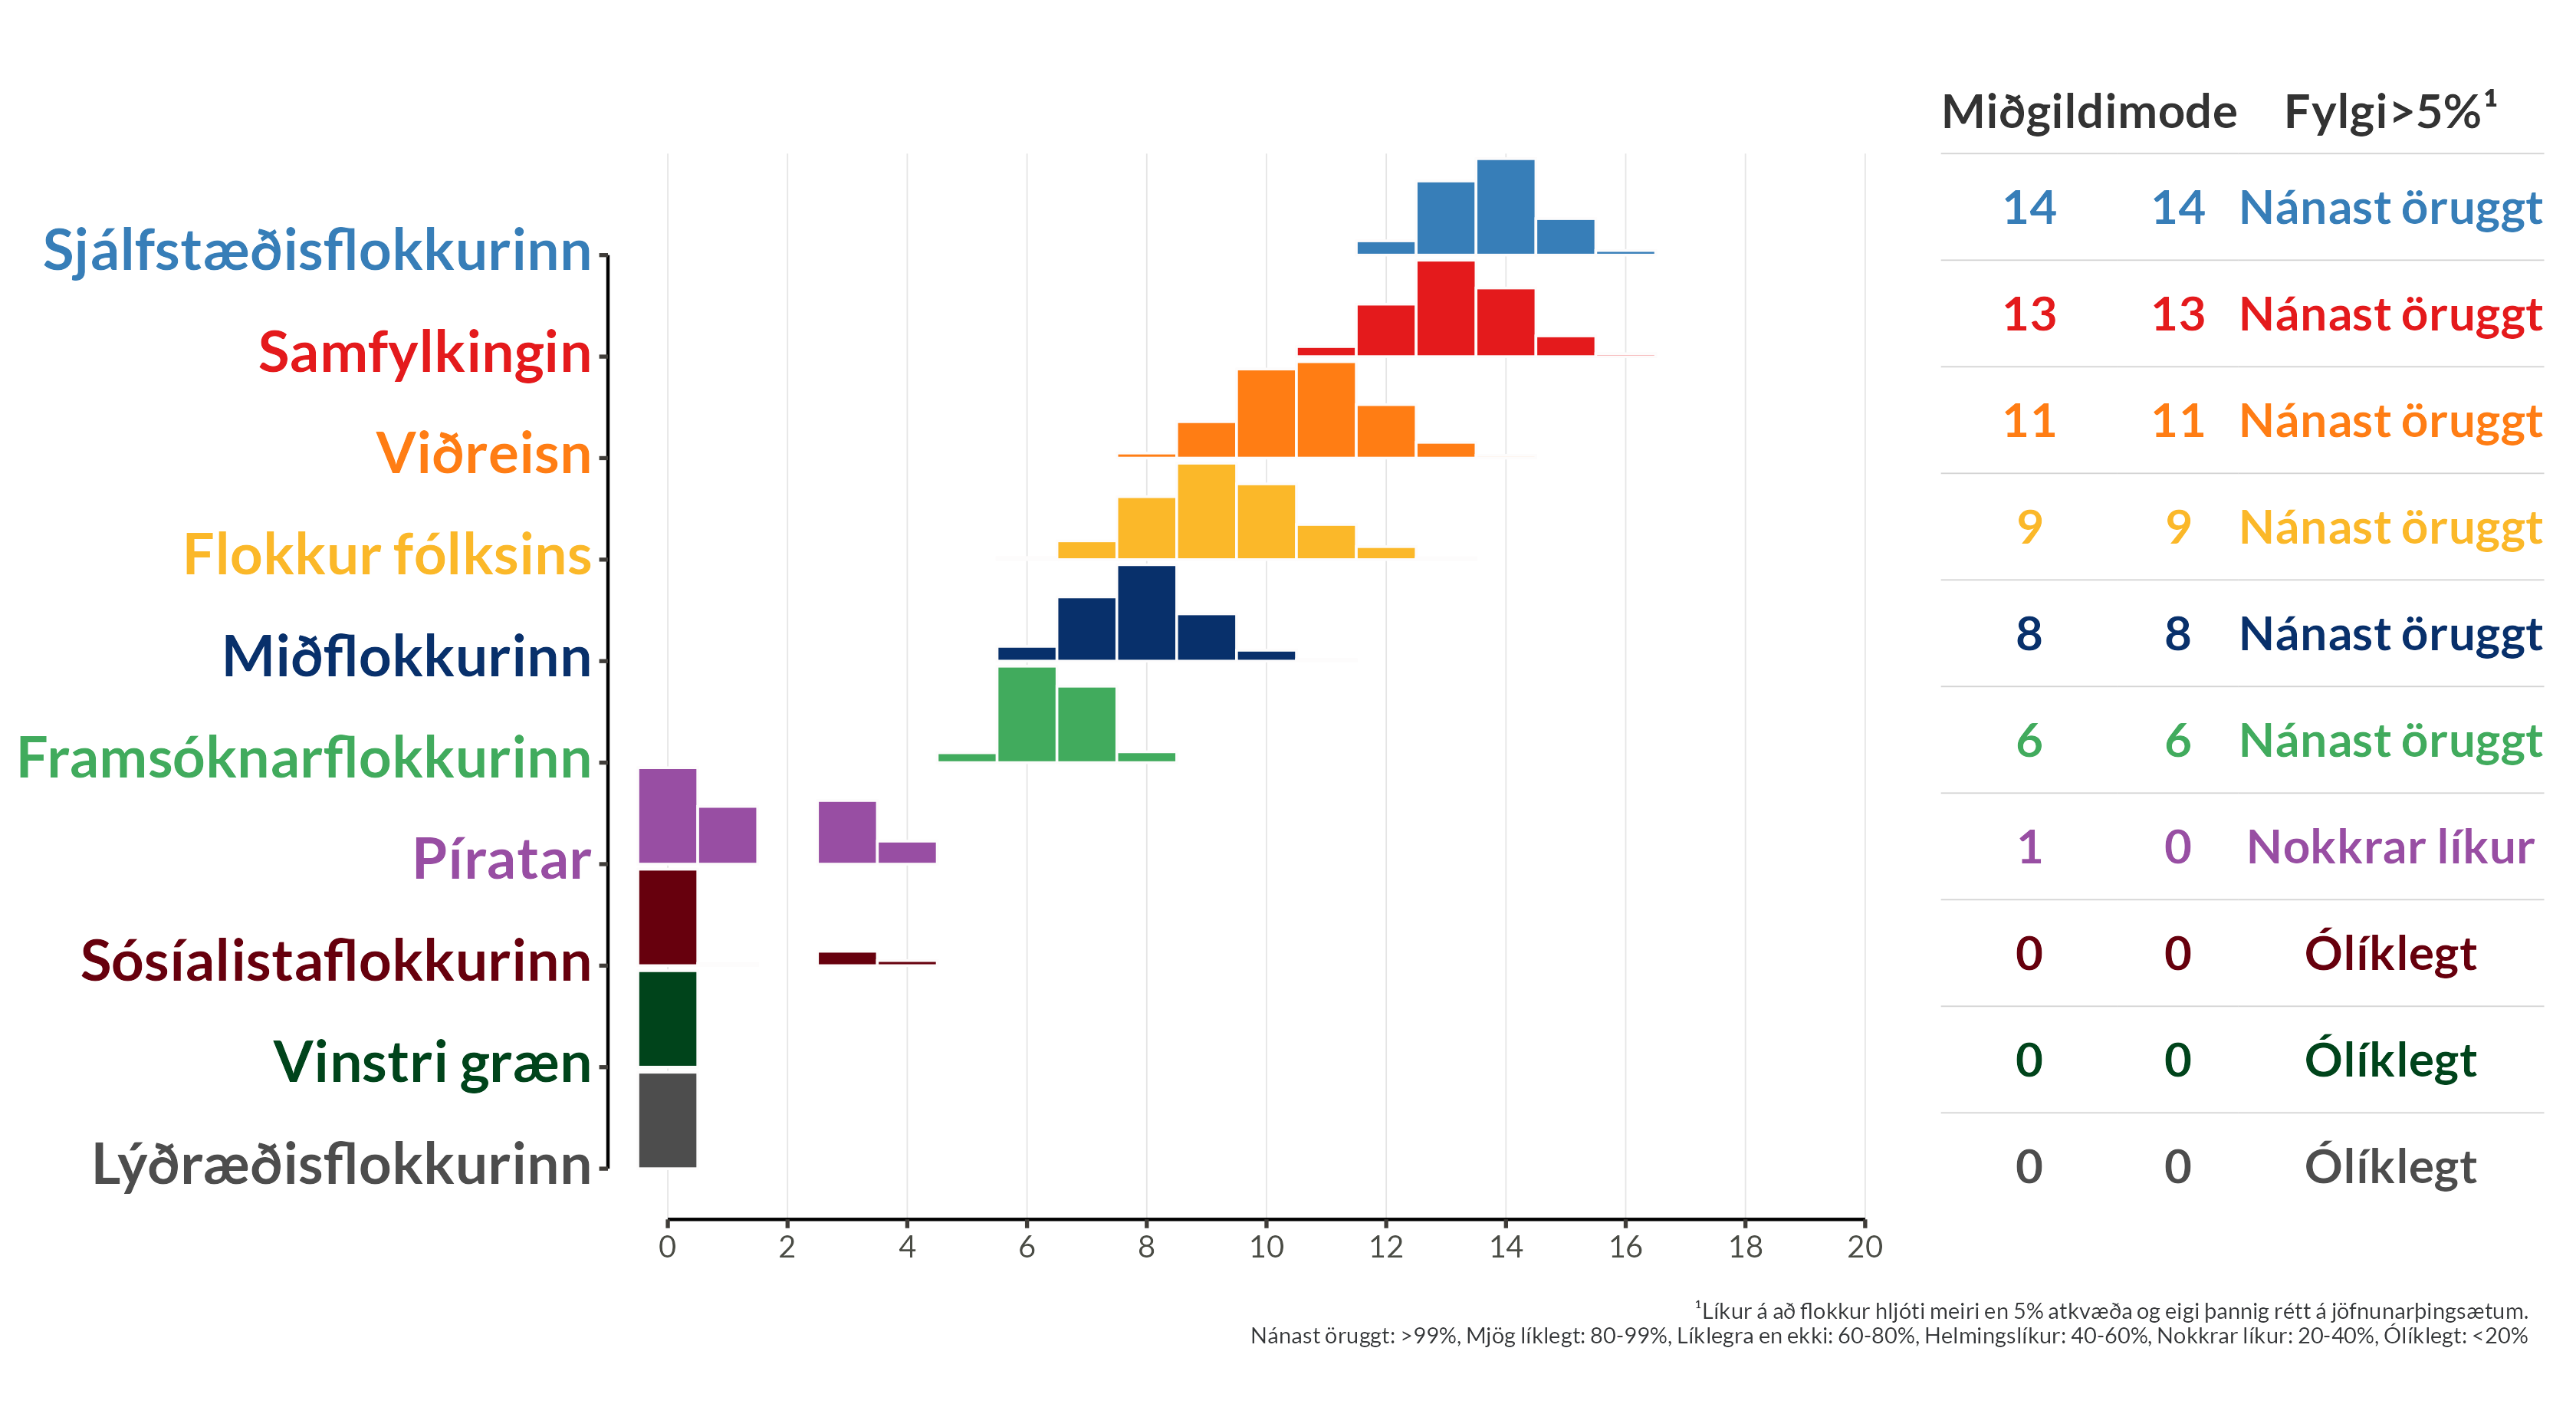 Miðgildimode Fylgi>5%¹
Sjálfstæðisflokkurinn 14 14 Nánast öruggt
Samfylkingin 13 13 Nánast öruggt
Viðreisn 11 11 Nánast öruggt
Flokkur fólksins 9 9 Nánast öruggt
Miðflokkurinn 8 8 Nánast öruggt
Framsóknarflokkurinn 6 6 Nánast öruggt
Píratar 1 0 Nokkrar líkur
Sósíalistaflokkurinn 0 0 Ólíklegt
Vinstri græn 0 0 Ólíklegt
Lýðræðisflokkurinn 0 0 Ólíklegt
0 2 4 6 8 10 12 14 16 18 20
¹Líkur á að flokkur hljóti meiri en 5% atkvæða og eigi þannig rétt á jöfnunarþingsætum.
Nánast öruggt: >99%, Mjög líklegt: 80-99%, Líklegra en ekki: 60-80%, Helmingslíkur: 40-60%, Nokkrar líkur: 20-40%, Ólíklegt: <20%